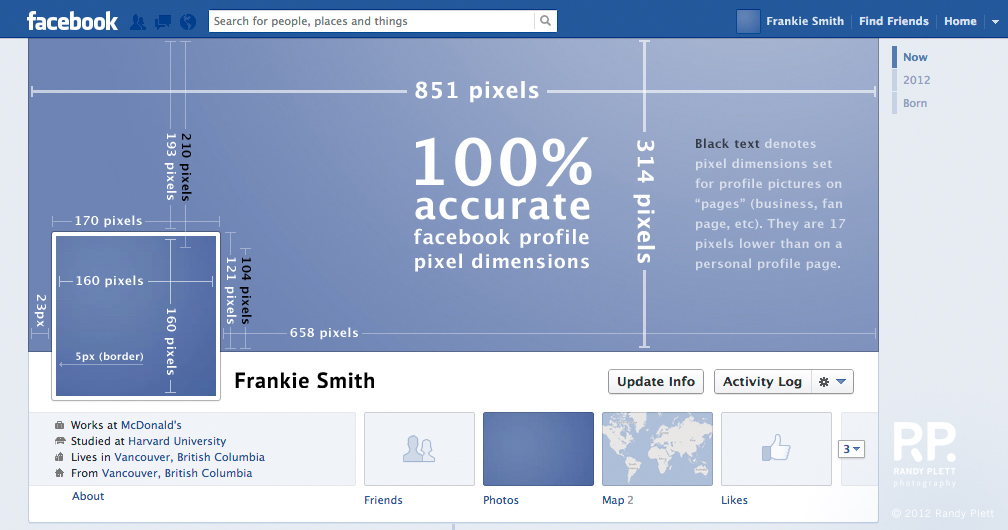 facebook
Search for people, places and things
Frankie Smith
Find Friends
Home
Now
2012
Born
851 pixels
193 pixels
210 pixels
314 pixels
100%
accurate
facebook profile
pixel dimensions
Black text denotes
pixel dimensions set
for profile pictures on
“pages” (business, fan
page, etc). They are 17
pixels lower than on a
personal profile page.
170 pixels
160 pixels
160 pixels
23px
5px (border)
121 pixels
104 pixels
658 pixels
Frankie Smith
Update Info
Activity Log
Works at McDonald's
Studied at Harvard University
Lives in Vancouver, British Columbia
From Vancouver, British Columbia
About
Friends
Photos
Map 2
Likes
3
RP.
RANDY PLETT
photography
© 2012 Randy Plett